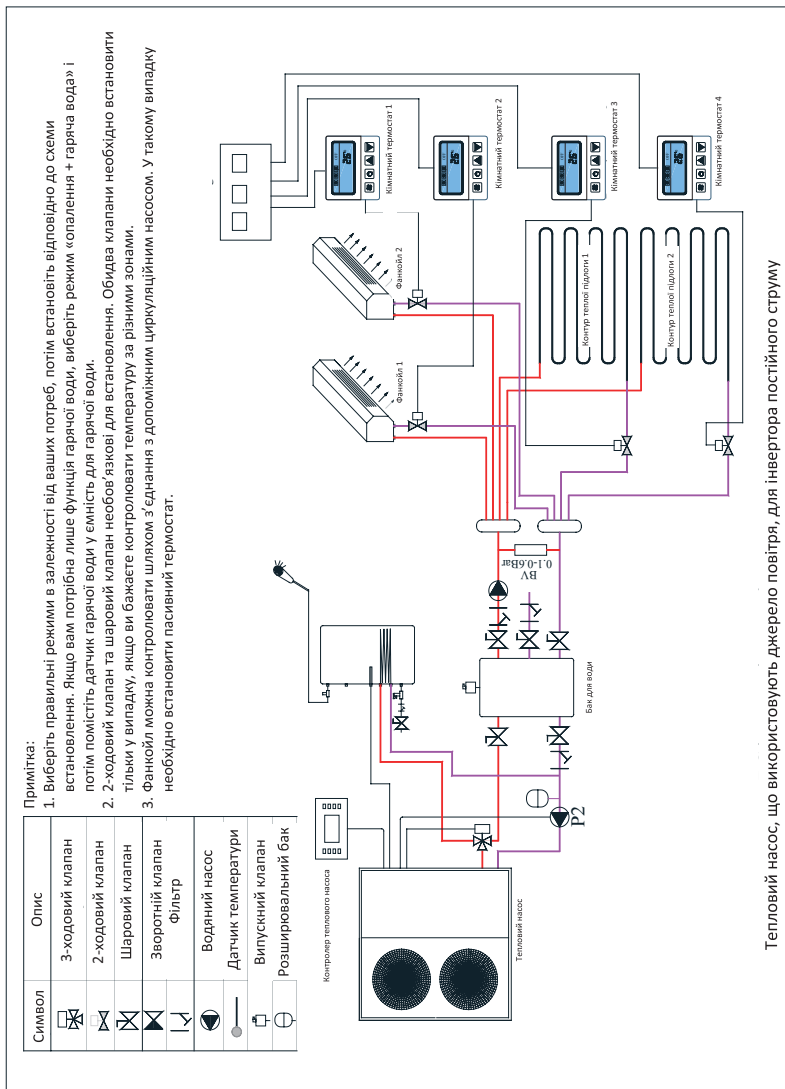 Примітка:
1. Виберіть правильні режими в залежності від ваших потреб, потім встановіть відповідно до схеми
встановлення. Якщо вам потрібна лише функція гарячої води, виберіть режим «опалення + гаряча вода» і
потім помістіть датчик гарячої води у ємність для гарячої води.
2. 2-ходовий клапан та шаровий клапан необов’язкові для встановлення. Обидва клапани необхідно встановити
тільки у випадку, якщо ви бажаєте контролювати температуру за різними зонами.
3. Фанкойл можна контролювати шляхом з’єднання з допоміжним циркуляційним насосом. У такому випадку
необхідно встановити пасивний термостат.
Символ
Опис
3-ходовий клапан
2-ходовий клапан
Шаровий клапан
Зворотній клапан
Фільтр
Водяний насос
Датчик температури
Випускний клапан
Розширювальний бак
Контролер теплового насоса
Тепловий насос
P2
Бак для води
BV
0.1-0.6Bar
Фанкойл 1
Фанкойл 2
Кімнатний термостат 1
Кімнатний термостат 2
Кімнатний термостат 3
Кімнатний термостат 4
Контур теплої підлоги 1
Контур теплої підлоги 2
Тепловий насос, що використовують джерело повітря, для інвертора постійного струму